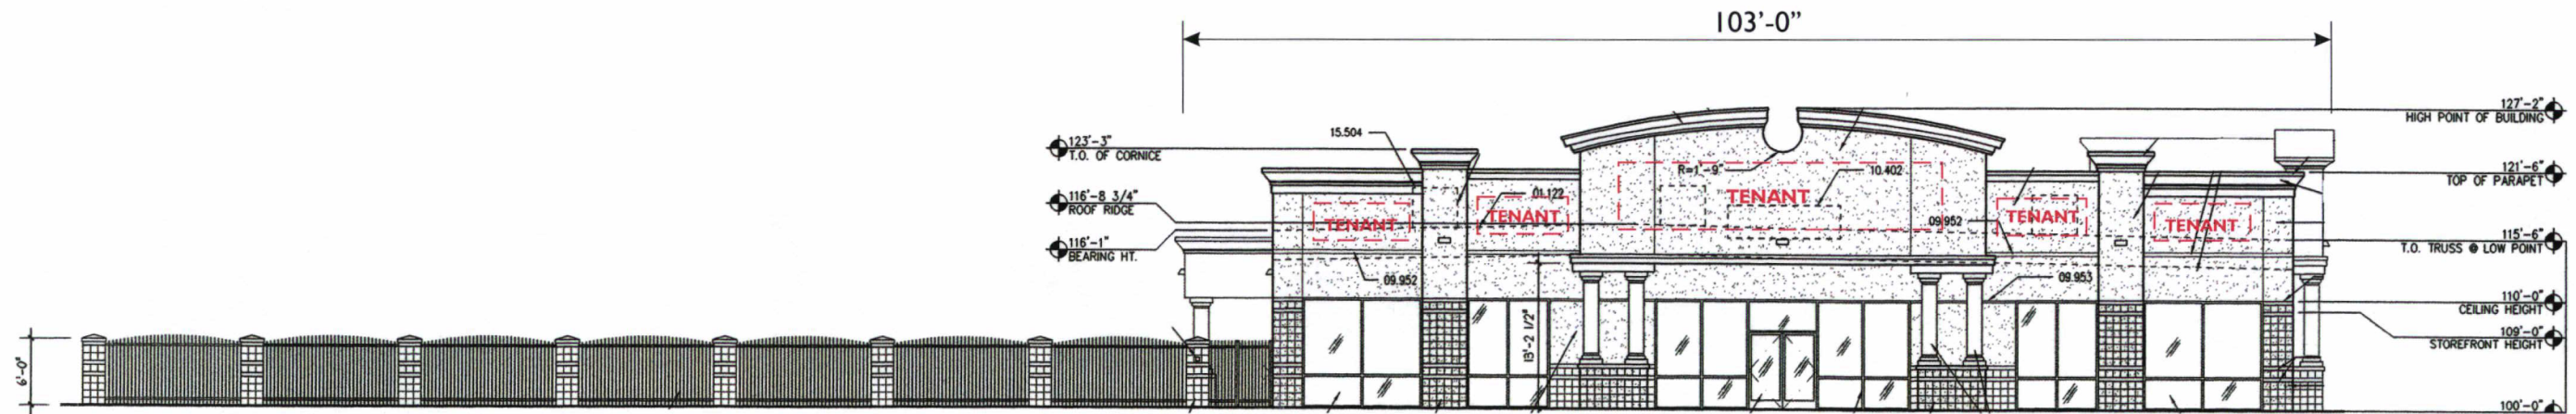 103'-0"
127'-2"
HIGH POINT OF BUILDING
15.504
123'-3"
T.O. OF CORNICE
R=1'-9"
10.402
121'-6"
TOP OF PARAPET
116'-8 3/4"
ROOF RIDGE
01.122
TENANT
TENANT
TENANT
TENANT
TENANT
09.952
116'-1"
BEARING HT.
115'-6"
T.O. TRUSS @ LOW POINT
09.952
09.953
110'-0"
CEILING HEIGHT
109'-0"
STOREFRONT HEIGHT
13'-2 1/2"
6'-0"
100'-0"